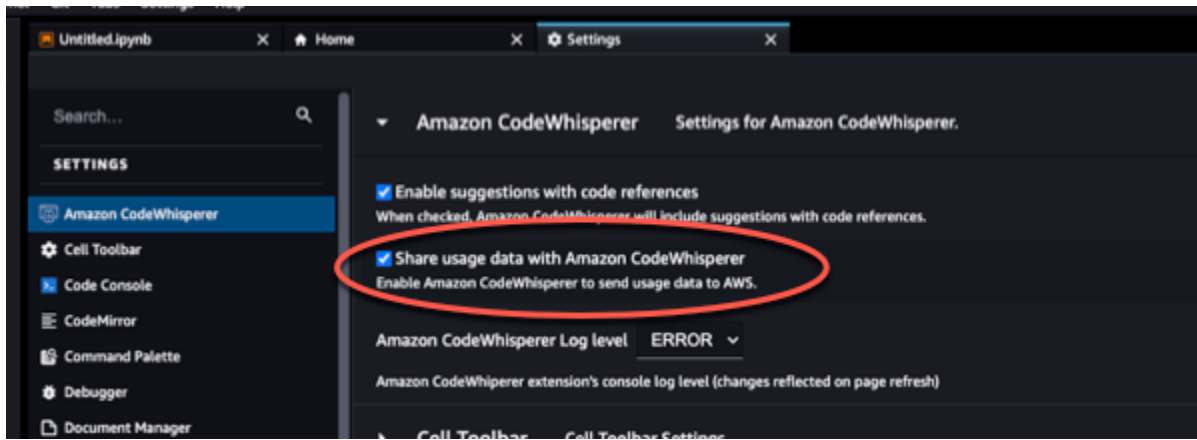 Untitled.ipynb
Home
Settings
Search...
SETTINGS
Amazon CodeWhisperer
Cell Toolbar
Code Console
CodeMirror
Command Palette
Debugger
Document Manager
Amazon CodeWhisperer Settings for Amazon CodeWhisperer.
Enable suggestions with code references
When checked, Amazon CodeWhisperer will include suggestions with code references.
Share usage data with Amazon CodeWhisperer
Enable Amazon CodeWhisperer to send usage data to AWS.
Amazon CodeWhisperer Log level ERROR
Amazon CodeWhiperer extension's console log level (changes reflected on page refresh)
Cell Toolbar Cell Toolbar Settings